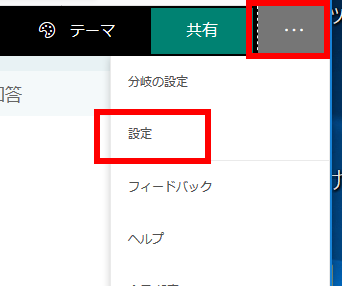 テーマ
共有
…
分岐の設定
回答
設定
フィードバック
ヘルプ